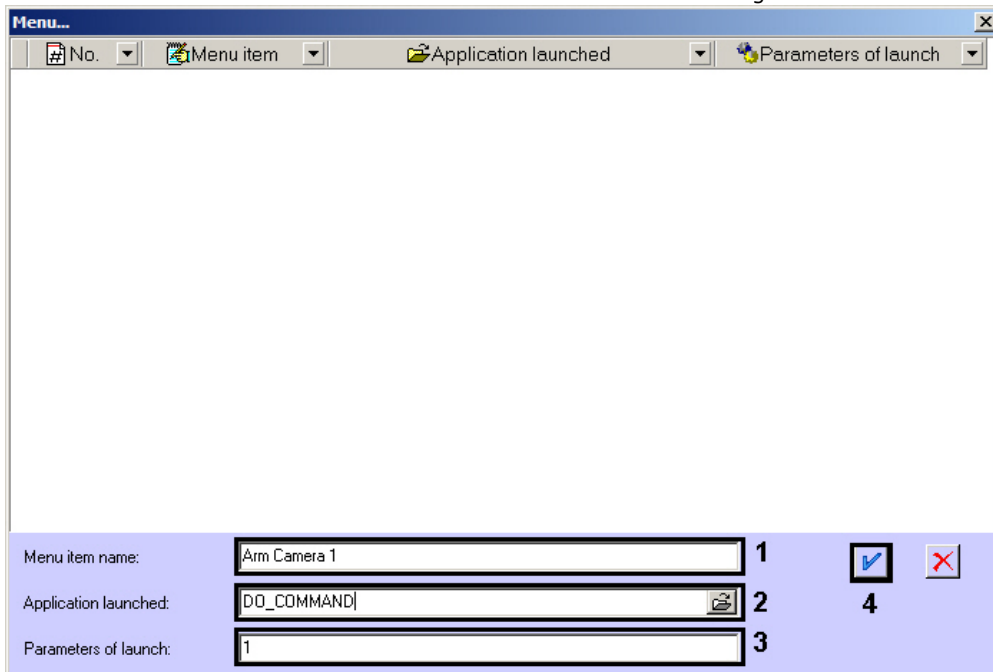 Menu...
No. Menu item Application launched Parameters of launch
Menu item name: Arm Camera 1 1
Application launched: DO_COMMAND 2 4
Parameters of launch: 1 3